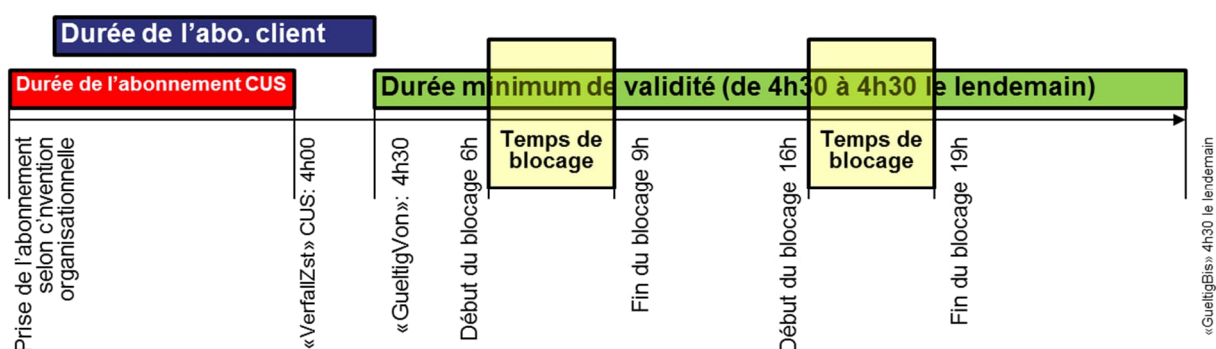 Durée de l'abo. client
Durée de l'abonnement CUS
Durée minimum de validité (de 4h30 à 4h30 le lendemain)
Temps de
blocage
Temps de
blocage
Prise de l'abonnement
selon c'nvention
organisationnelle
«VerfallZst» CUS: 4h00
«GueltigVon»: 4h30
Début du blocage 6h
Fin du blocage 9h
Début du blocage 16h
Fin du blocage 19h
«GueltigBis» 4h30 le lendemain